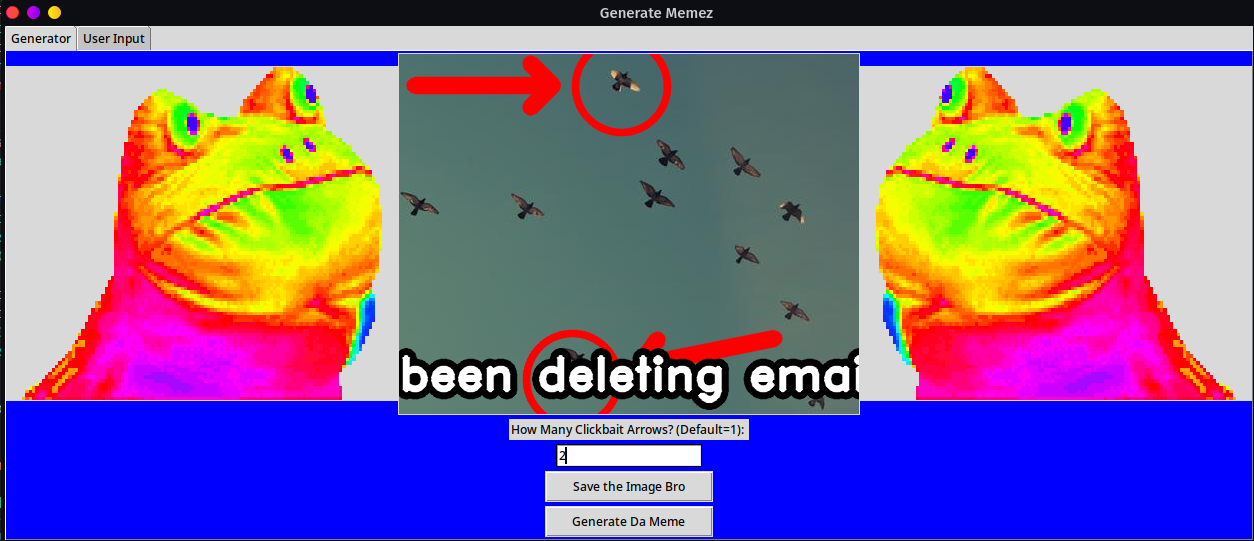 Generate Memez
Generator User Input
been deleting emai
How Many Clickbait Arrows? (Default=1):
2
Save the Image Bro
Generate Da Meme